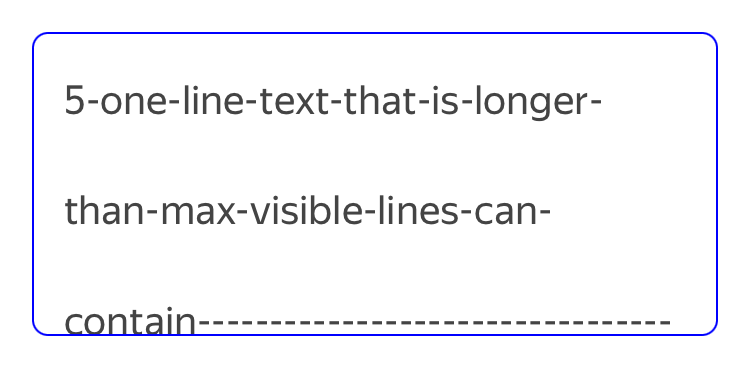 5-one-line-text-that-is-longer-
than-max-visible-lines-can-
contain---------------------------------